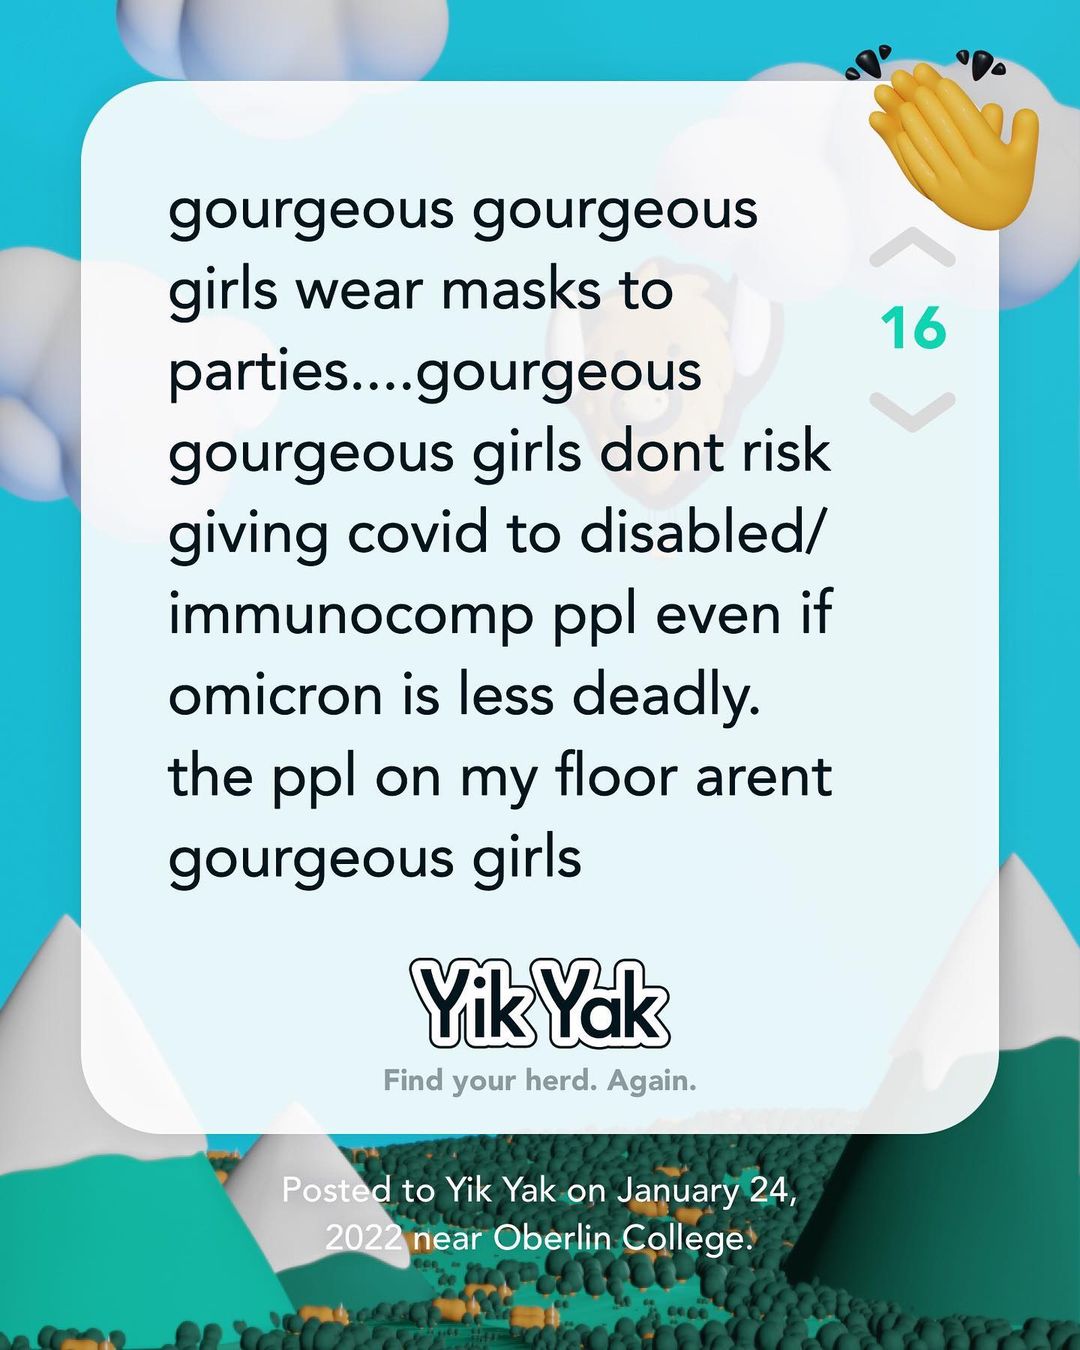 gourgeous gourgeous
girls wear masks to
parties....gourgeous
gourgeous girls dont risk
giving covid to disabled/
immunocomp ppl even if
omicron is less deadly.
the ppl on my floor arent
gourgeous girls
16
Yik Yak
Find your herd. Again.
Posted to Yik Yak on January 24,
2022 near Oberlin College.